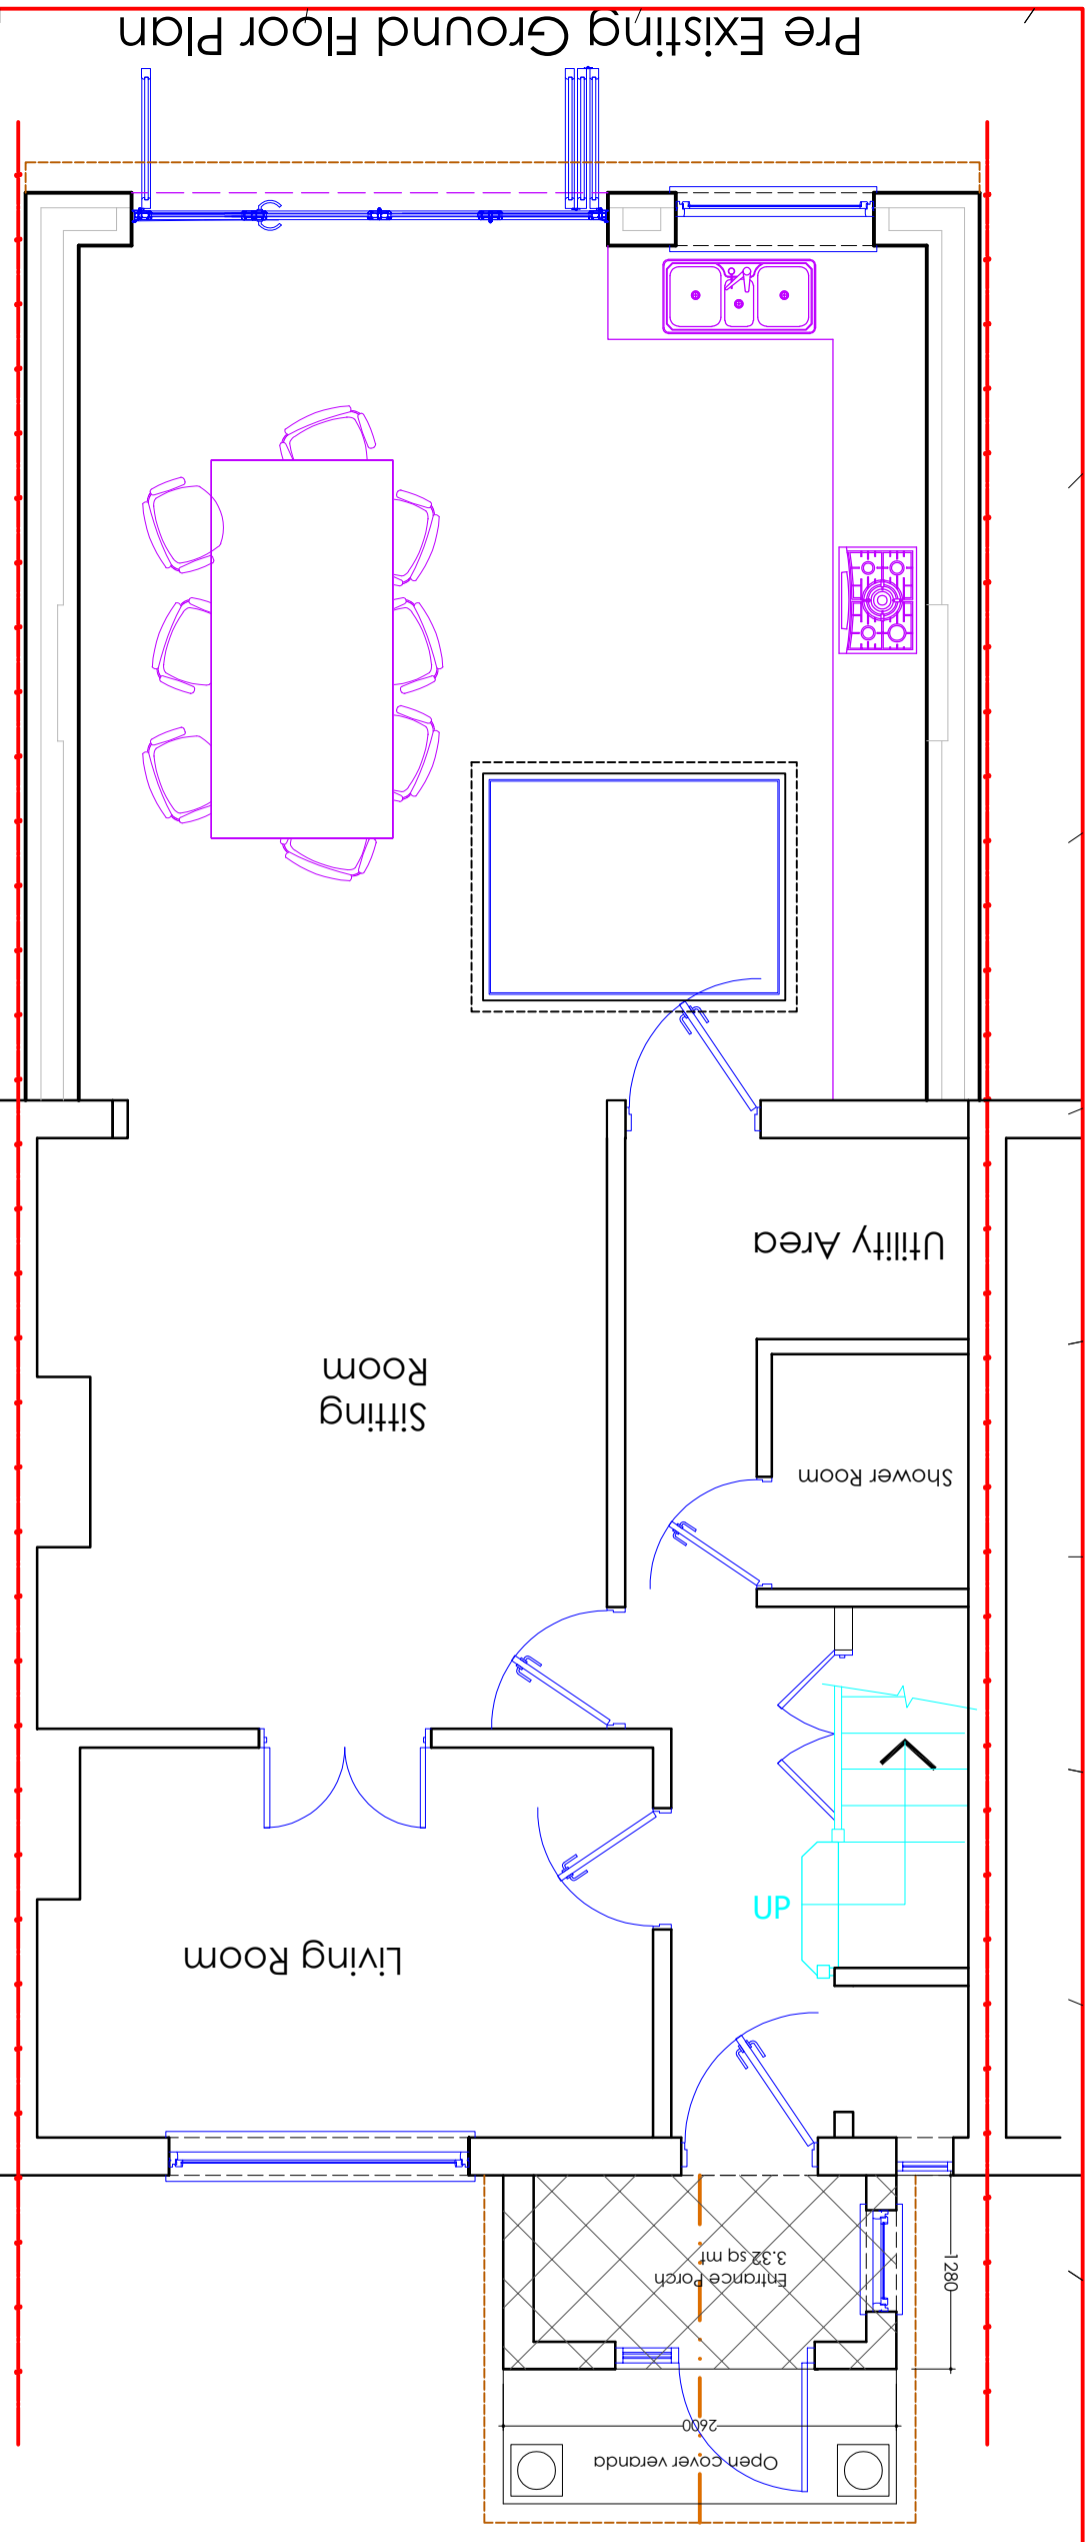 Open cover veranda
2600
1280
Entrance Porch
3.32 sq mt
Living Room
UP
Shower Room
Sitting
Room
Utility Area
Pre Existing Ground Floor Plan